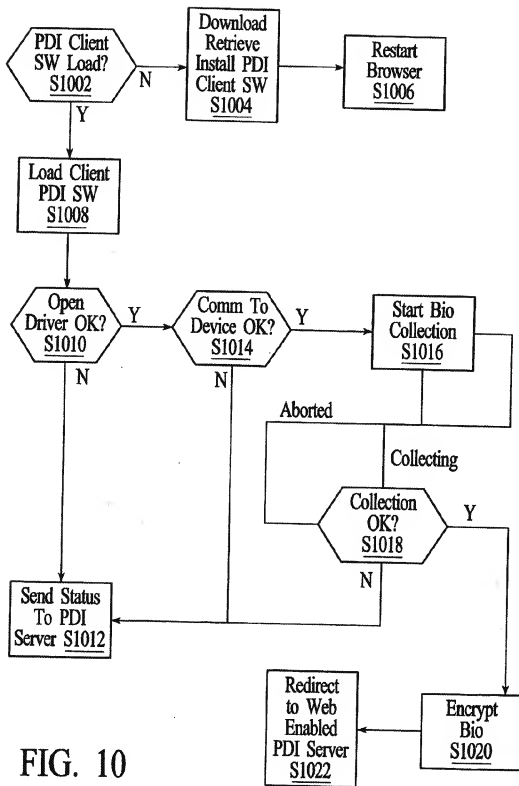 PDI Client
SW Load?
S1002
N
Y
Download
Retrieve
Install PDI
Client SW
S1004
Restart
Browser
S1006
Load Client
PDI SW
S1008
Open
Driver OK?
S1010
Y
N
Comm To
Device OK?
S1014
Y
N
Start Bio
Collection
S1016
Aborted
Collecting
Collection
OK?
S1018
Y
N
Send Status
To PDI
Server S1012
Redirect
to Web
Enabled
PDI Server
S1022
Encrypt
Bio
S1020
FIG. 10